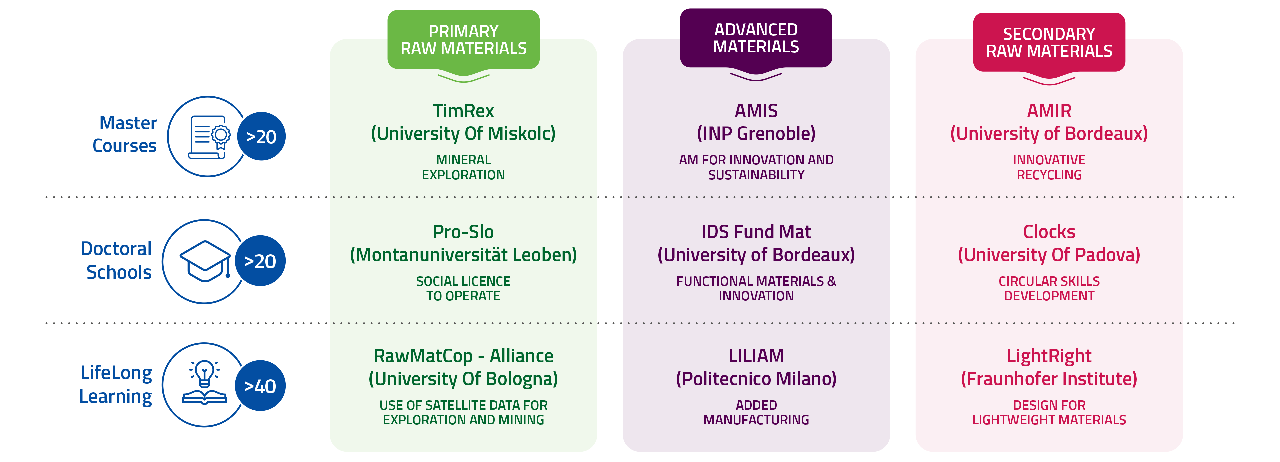 PRIMARY
RAW MATERIALS
ADVANCED
MATERIALS
SECONDARY
RAW MATERIALS
Master
Courses
>20
TimRex
(University Of Miskolc)
MINERAL
EXPLORATION
AMIS
(INP Grenoble)
AM FOR INNOVATION AND
SUSTAINABILITY
AMIR
(University of Bordeaux)
INNOVATIVE
RECYCLING
Doctoral
Schools
>20
Pro-Slo
(Montanuniversität Leoben)
SOCIAL LICENCE
TO OPERATE
IDS Fund Mat
(University of Bordeaux)
FUNCTIONAL MATERIALS &
INNOVATION
Clocks
(University Of Padova)
CIRCULAR SKILLS
DEVELOPMENT
LifeLong
Learning
>40
RawMatCop - Alliance
(University Of Bologna)
USE OF SATELLITE DATA FOR
EXPLORATION AND MINING
LILIAM
(Politecnico Milano)
ADDED
MANUFACTURING
LightRight
(Fraunhofer Institute)
DESIGN FOR
LIGHTWEIGHT MATERIALS